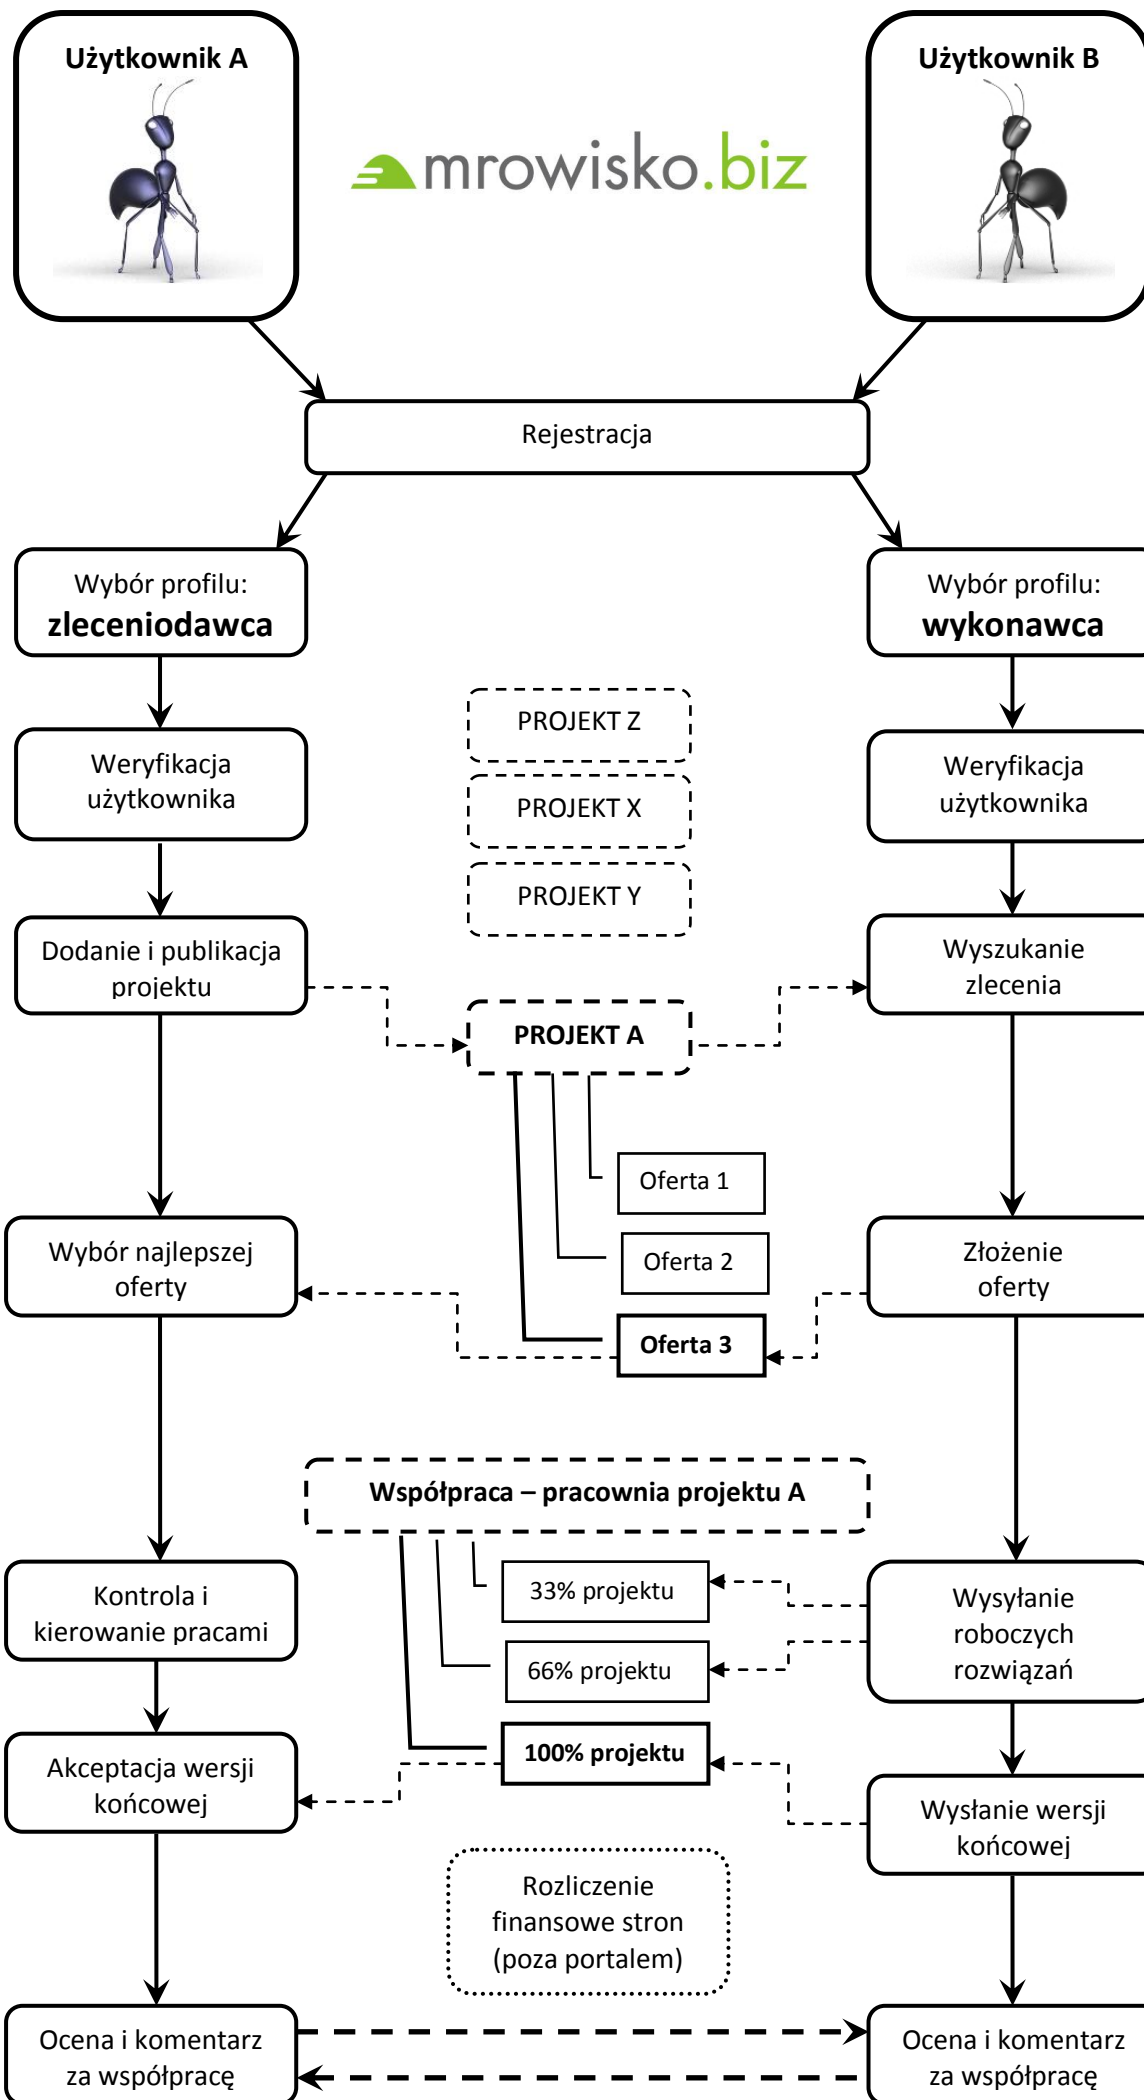 Użytkownik A
Użytkownik B
mrowisko.biz
Rejestracja
Wybór profilu:
zleceniodawca
Wybór profilu:
wykonawca
PROJEKT Z
Weryfikacja
użytkownika
Weryfikacja
użytkownika
PROJEKT X
PROJEKT Y
Dodanie i publikacja
projektu
Wyszukanie
zlecenia
PROJEKT A
Oferta 1
Wybór najlepszej
oferty
Oferta 2
Złożenie
oferty
Oferta 3
Współpraca – pracownia projektu A
Kontrola i
kierowanie pracami
33% projektu
66% projektu
Wysyłanie
roboczych
rozwiązań
100% projektu
Akceptacja wersji
końcowej
Wysłanie wersji
końcowej
Rozliczenie
finansowe stron
(poza portalem)
Ocena i komentarz
za współpracę
Ocena i komentarz
za współpracę